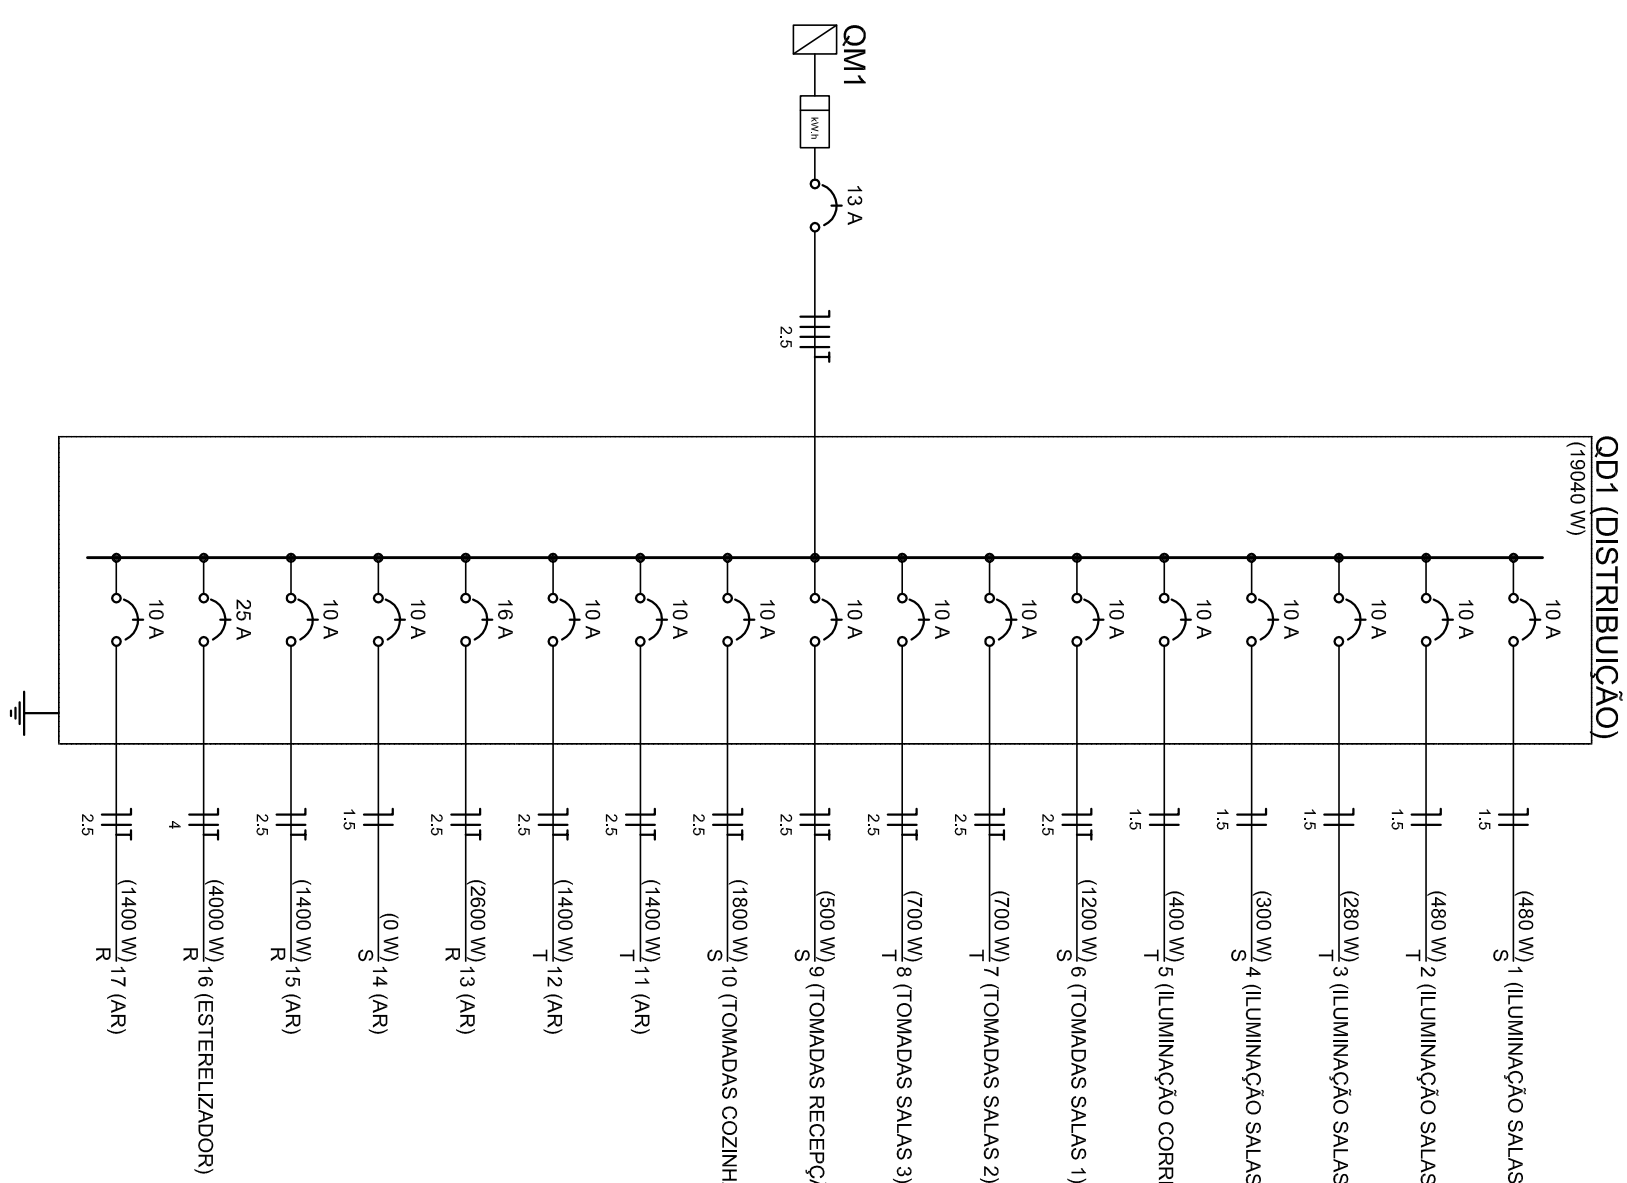 QM1
kW.h
13 A
2.5
QD1 (DISTRIBUIÇÃO)
(19040 W)
10 A
1.5
(480 W)
S
1 (ILUMINAÇÃO SALAS
10 A
1.5
(480 W)
T
2 (ILUMINAÇÃO SALAS
10 A
1.5
(280 W)
T
3 (ILUMINAÇÃO SALAS
10 A
1.5
(300 W)
S
4 (ILUMINAÇÃO SALAS
10 A
1.5
(400 W)
T
5 (ILUMINAÇÃO CORRE
10 A
2.5
(1200 W)
S
6 (TOMADAS SALAS 1)
10 A
2.5
(700 W)
T
7 (TOMADAS SALAS 2)
10 A
2.5
(700 W)
T
8 (TOMADAS SALAS 3)
10 A
2.5
(500 W)
S
9 (TOMADAS RECEPÇÃ
10 A
2.5
(1800 W)
S
10 (TOMADAS COZINH
10 A
2.5
(1400 W)
T
11 (AR)
10 A
2.5
(1400 W)
T
12 (AR)
16 A
2.5
(2600 W)
R
13 (AR)
10 A
1.5
(0 W)
S
14 (AR)
10 A
2.5
(1400 W)
R
15 (AR)
25 A
4
(4000 W)
R
16 (ESTERELIZADOR)
10 A
2.5
(1400 W)
R
17 (AR)